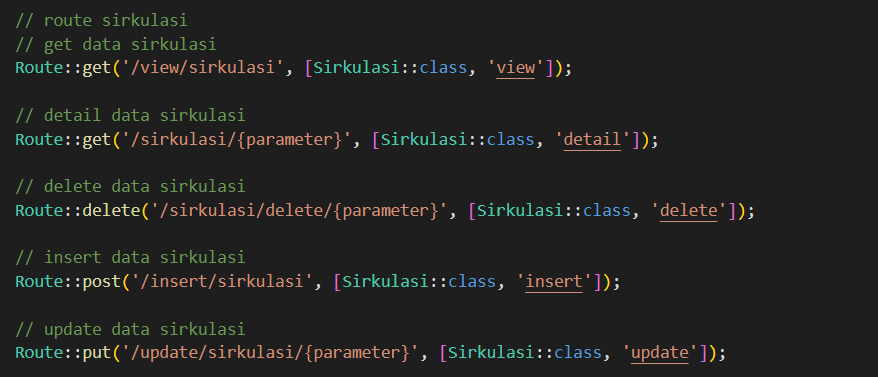 // route sirkulasi
// get data sirkulasi
Route::get('/view/sirkulasi', [Sirkulasi::class, 'view']);
// detail data sirkulasi
Route::get('/sirkulasi/{parameter}', [Sirkulasi::class, 'detail']);
// delete data sirkulasi
Route::delete('/sirkulasi/delete/{parameter}', [Sirkulasi::class, 'delete']);
// insert data sirkulasi
Route::post('/insert/sirkulasi', [Sirkulasi::class, 'insert']);
// update data sirkulasi
Route::put('/update/sirkulasi/{parameter}', [Sirkulasi::class, 'update']);